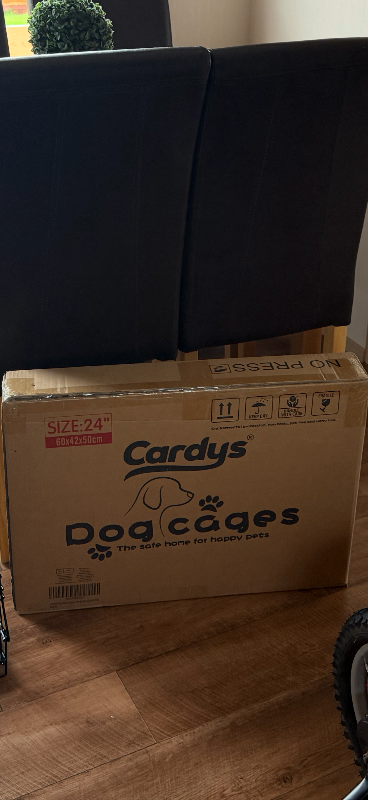 NO PRESS
SIZE:24"
60x42x50cm
Cardys®
Dog cages
The safe home for happy pets